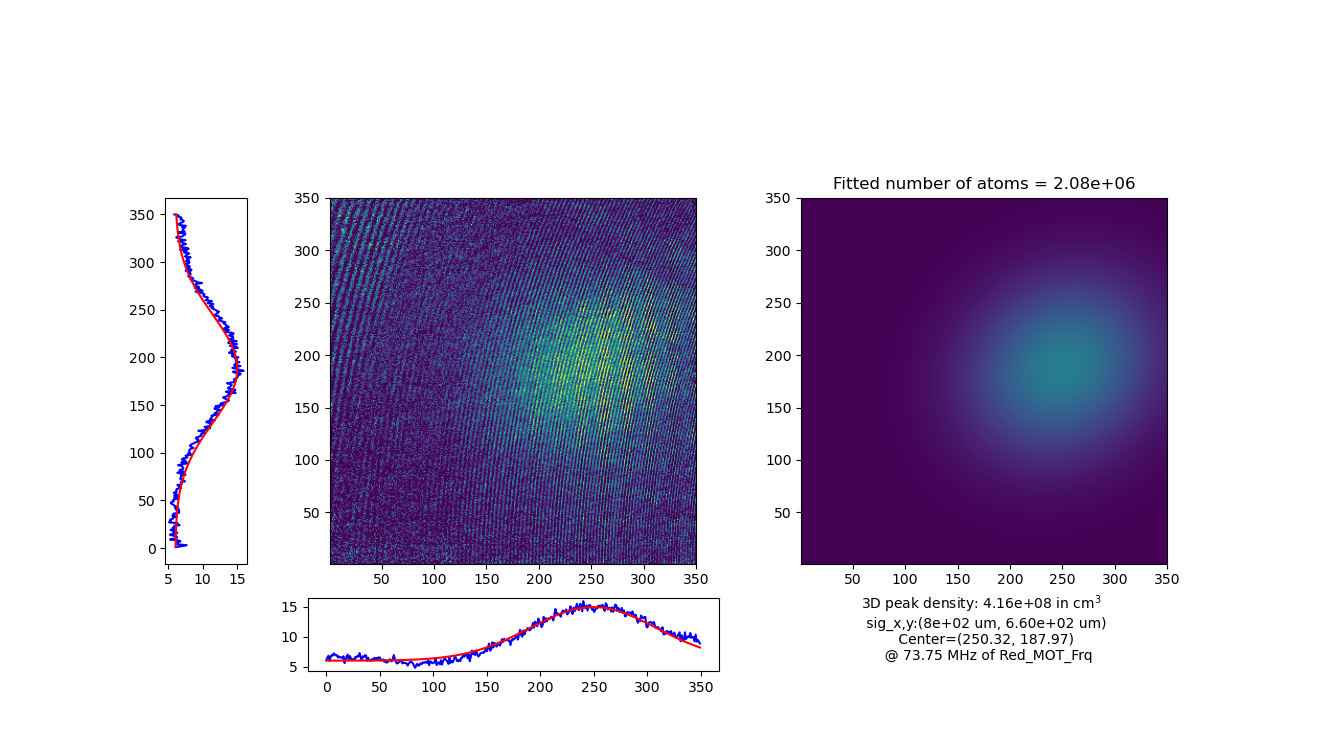 Fitted number of atoms = 2.08e+06
350
300
250
200
150
100
50
0
5 10 15
350
300
250
200
150
100
50
50 100 150 200 250 300 350
350
300
250
200
150
100
50
50 100 150 200 250 300 350
15
10
5
0 50 100 150 200 250 300 350
3D peak density: 4.16e+08 in cm³
sig_x,y:(8e+02 um, 6.60e+02 um)
Center=(250.32, 187.97)
@ 73.75 MHz of Red_MOT_Frq